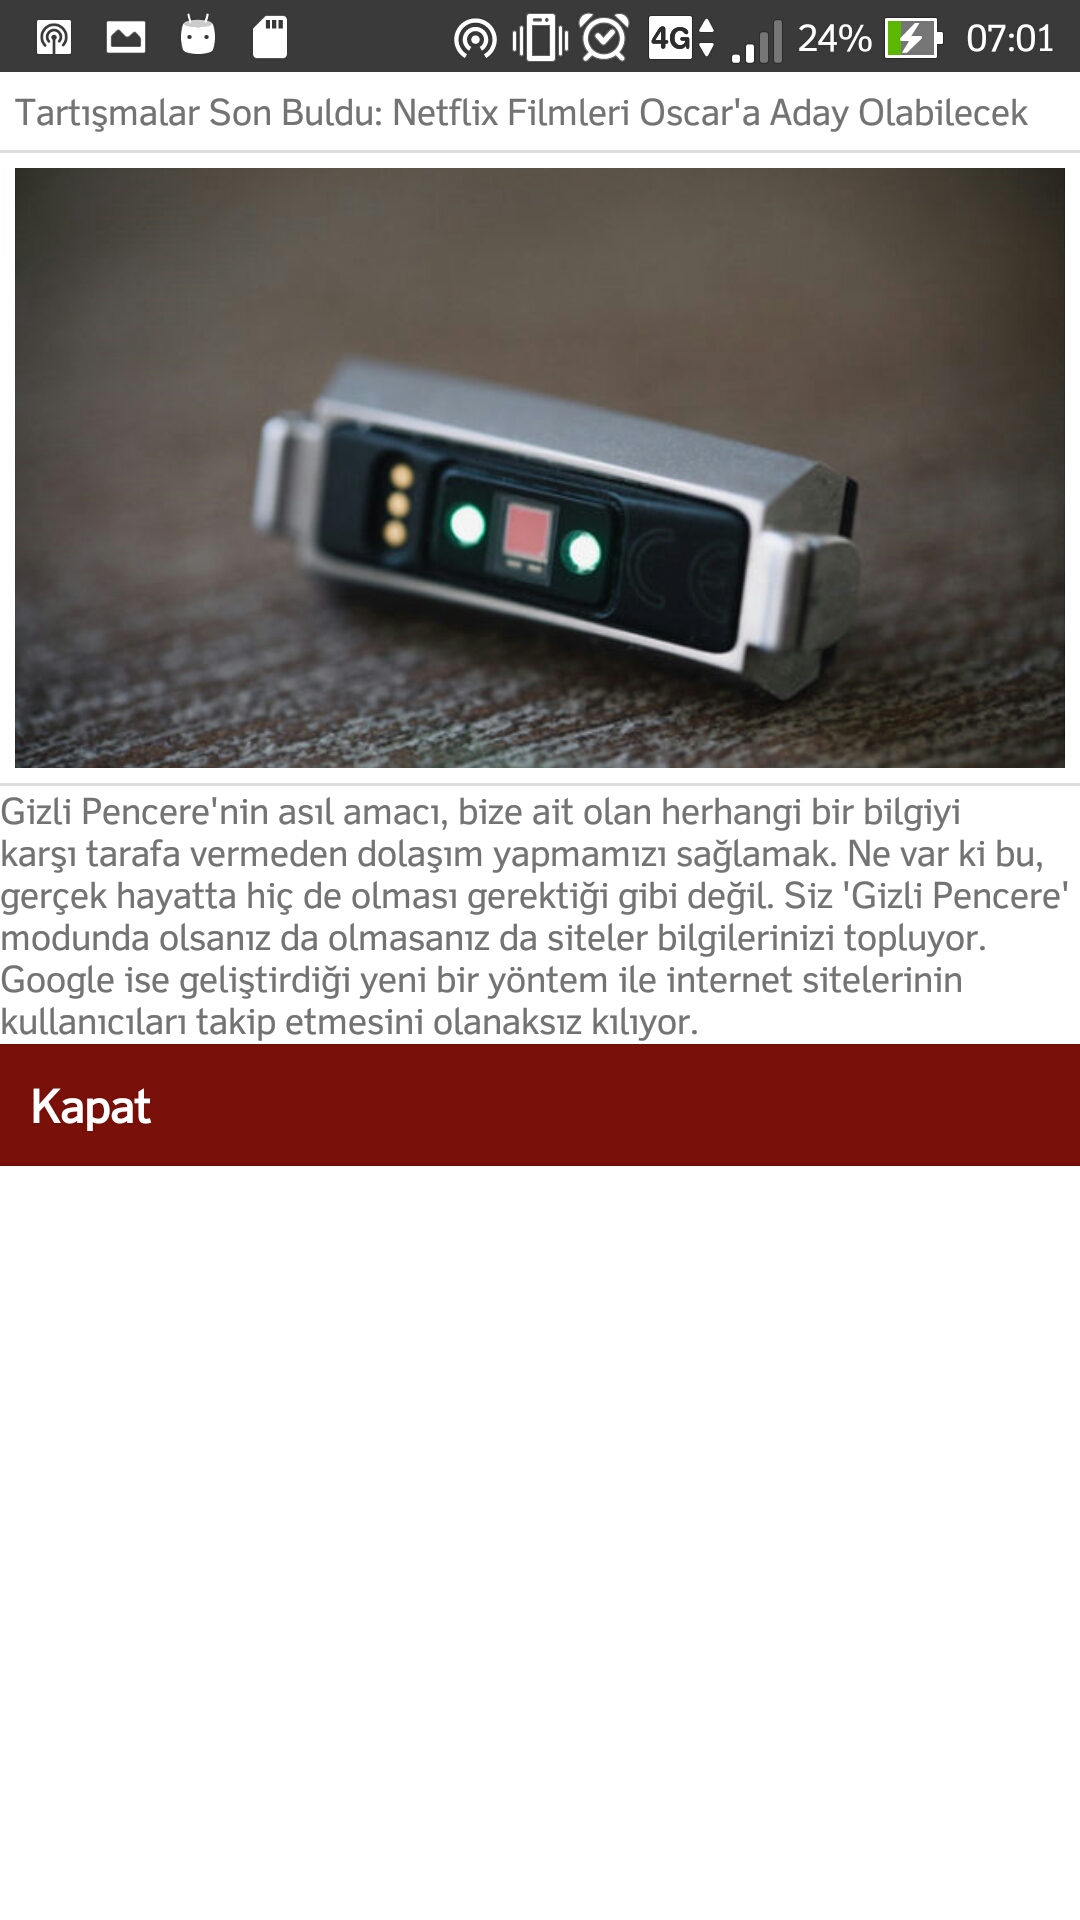 4G 24% 07:01
Tartışmalar Son Buldu: Netflix Filmleri Oscar'a Aday Olabilecek
Gizli Pencere'nin asıl amacı, bize ait olan herhangi bir bilgiyi
karşı tarafa vermeden dolaşım yapmamızı sağlamak. Ne var ki bu,
gerçek hayatta hiç de olması gerektiği gibi değil. Siz 'Gizli Pencere'
modunda olsanız da olmasanız da siteler bilgilerinizi topluyor.
Google ise geliştirdiği yeni bir yöntem ile internet sitelerinin
kullanıcıları takip etmesini olanaksız kılıyor.
Kapat